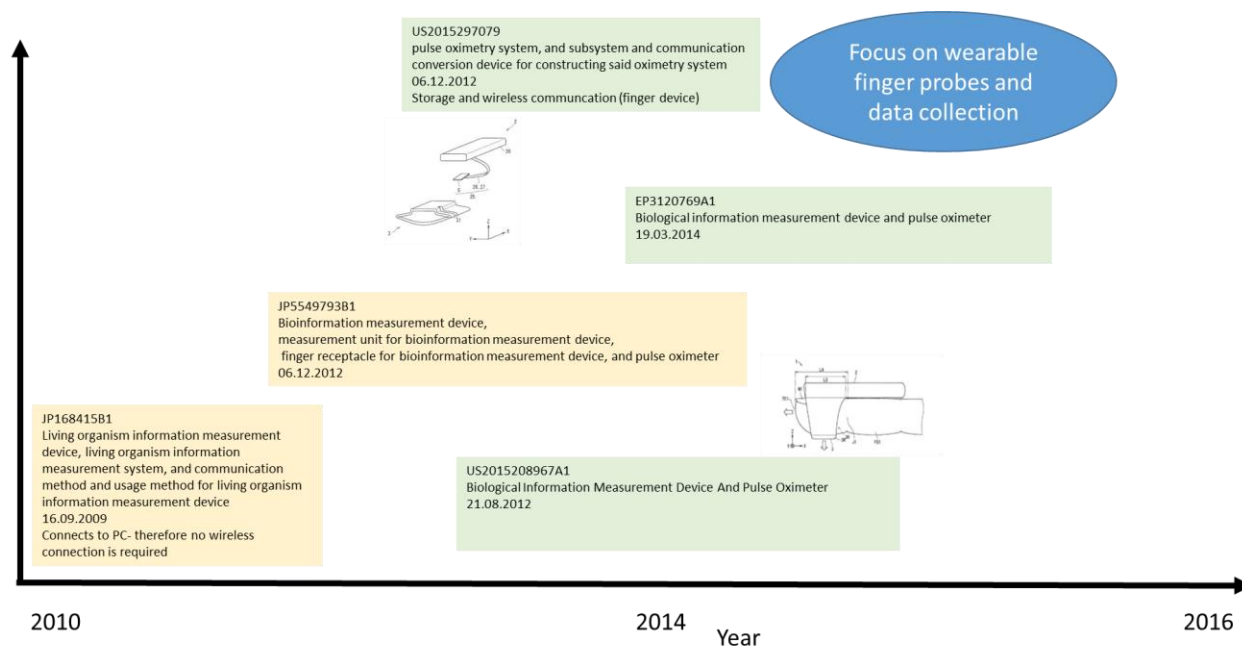 US2015297079
pulse oximetry system, and subsystem and communication
conversion device for constructing said oximetry system
06.12.2012
Storage and wireless communcation (finger device)
Focus on wearable
finger probes and
data collection
EP3120769A1
Biological information measurement device and pulse oximeter
19.03.2014
JP5549793B1
Bioinformation measurement device,
measurement unit for bioinformation measurement device,
finger receptacle for bioinformation measurement device, and pulse oximeter
06.12.2012
JP168415B1
Living organism information measurement
device, living organism information
measurement system, and communication
method and usage method for living organism
information measurement device
16.09.2009
Connects to PC- therefore no wireless
connection is required
US2015208967A1
Biological Information Measurement Device And Pulse Oximeter
21.08.2012
2010
2014
2016
Year